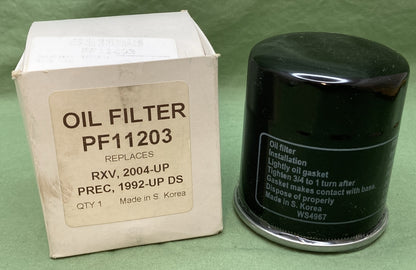 OIL FILTER
PF11203
REPLACES
RXV, 2004-UP
PREC, 1992-UP DS
QTY 1 Made in S. Korea
Oil filter
Installation
Lightly oil gasket
Tighten 3/4 to 1 turn after
Gasket makes contact with base.
Dispose of properly
Made in S. Korea
WS4967